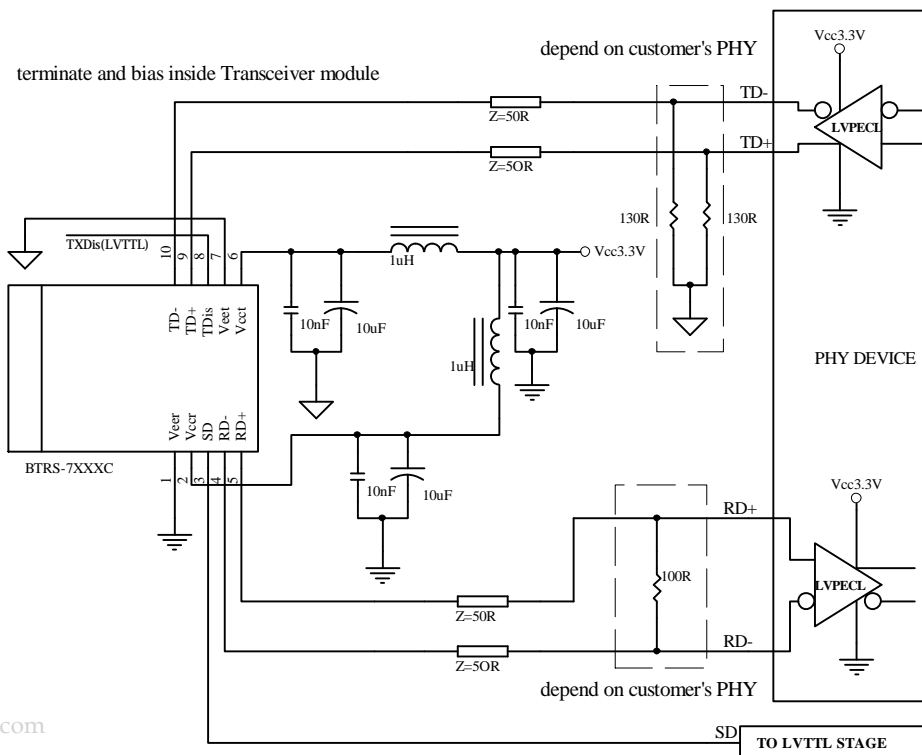 depend on customer's PHY
Vcc3.3V
terminate and bias inside Transceiver module
TD-
Z=50R
LVPECL
TD+
Z=5OR
130R
130R
TXDis(LVTTL)
10
9
8
7
6
1uH
Vcc3.3V
TD-
TD+
TDis
Veet
Vcct
10nF
10uF
10nF
10uF
1uH
PHY DEVICE
Veer
Vccr
SD
RD-
RD+
BTRS-7XXXC
1
2
3
4
5
10nF
10uF
Vcc3.3V
RD+
100R
LVPECL
Z=50R
RD-
Z=5OR
depend on customer's PHY
com
SD
TO LVTTL STAGE